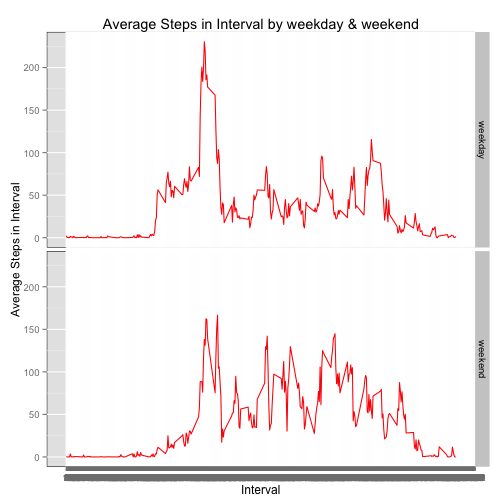 Average Steps in Interval by weekday & weekend
Average Steps in Interval
200
150
100
50
0
weekday
200
150
100
50
0
weekend
Interval